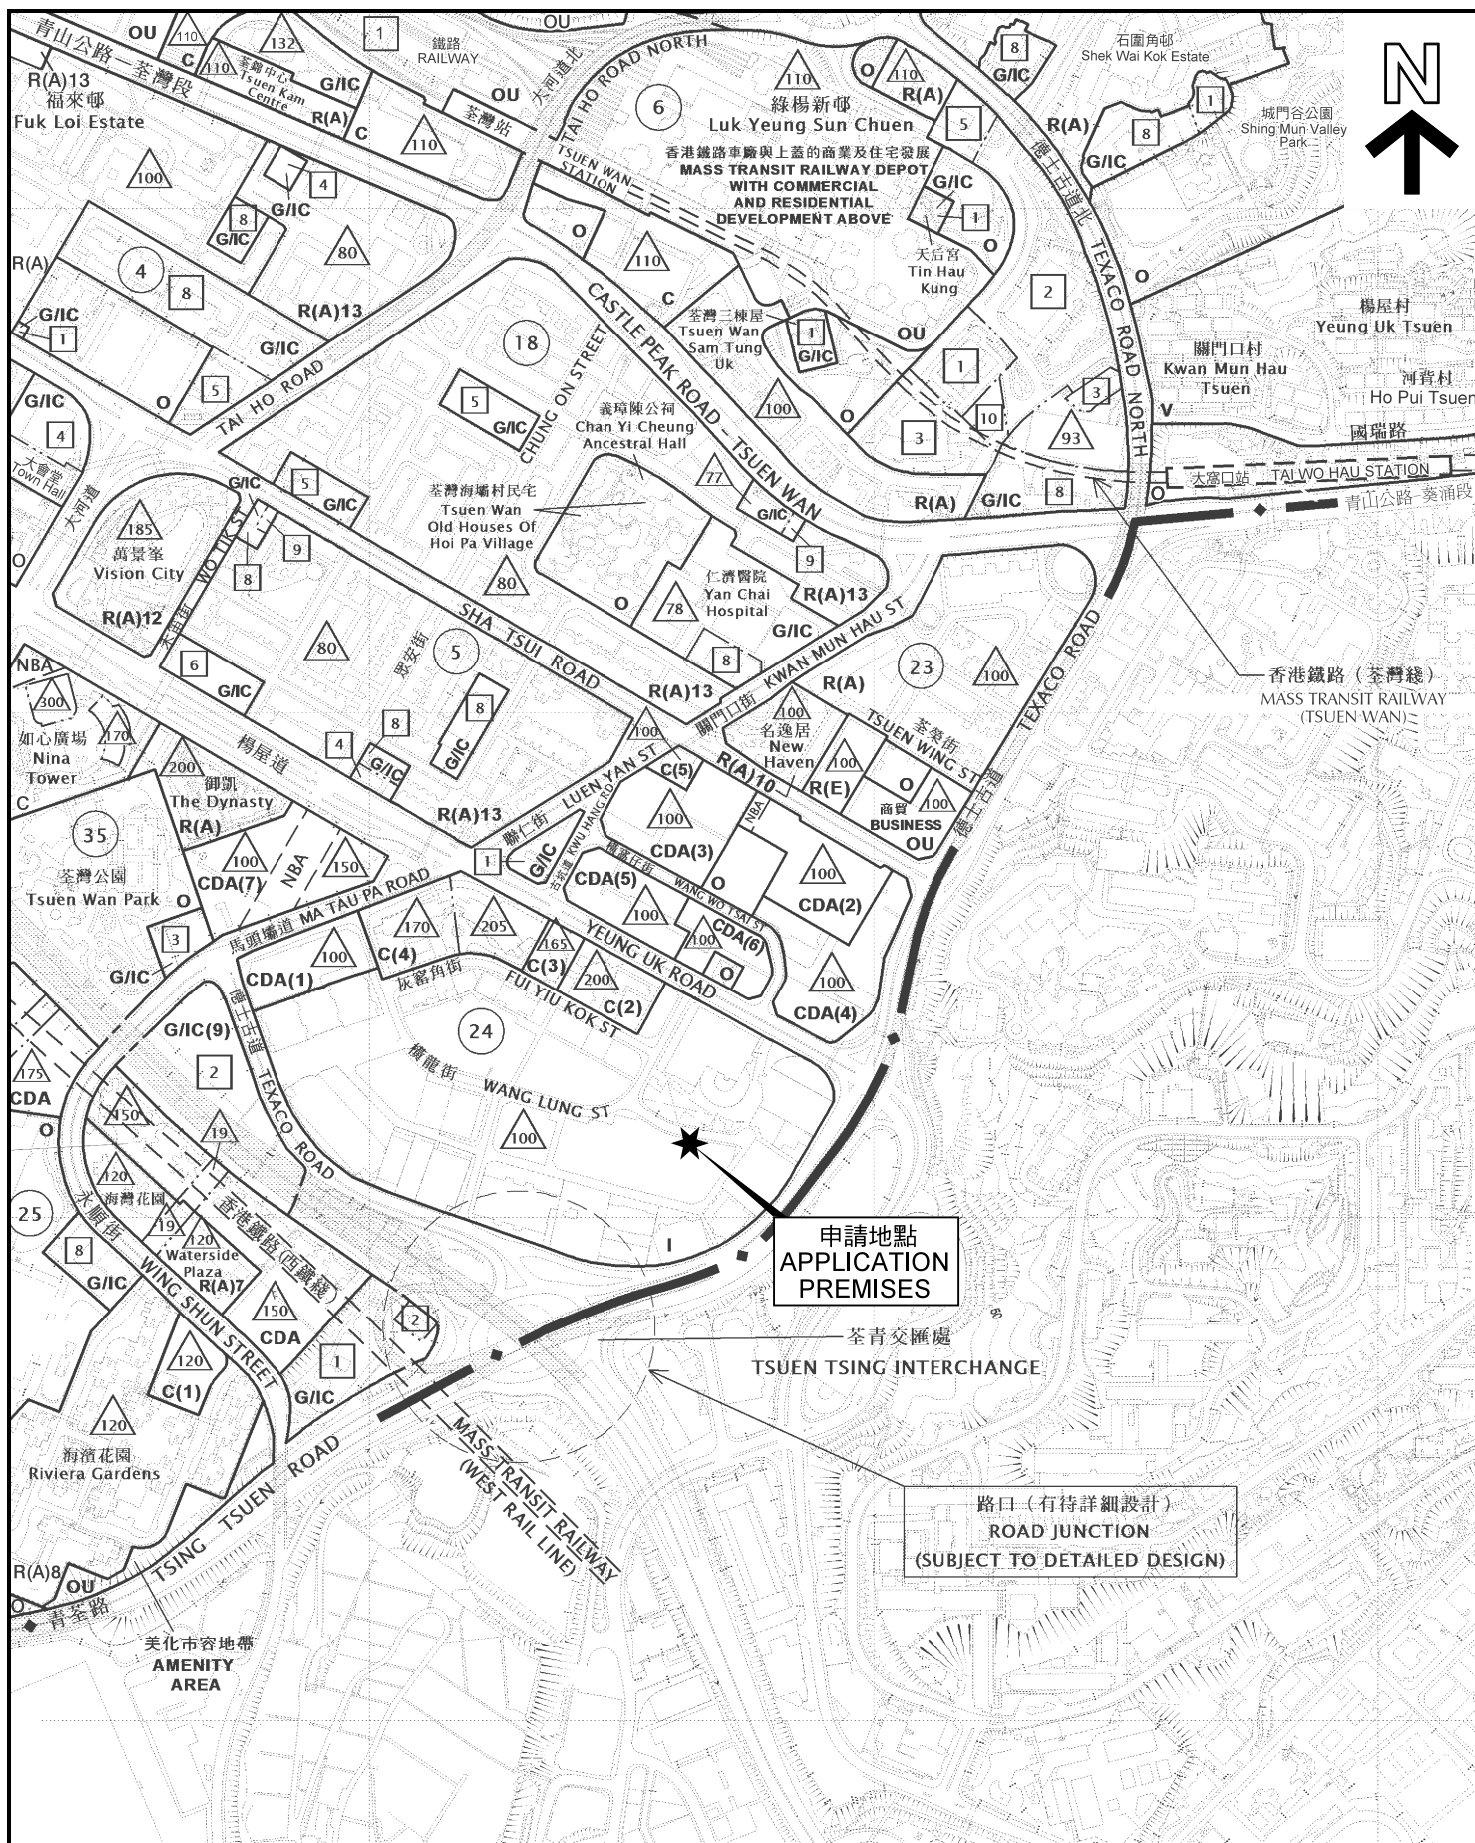 青山公路—荃灣段
OU
110
C
110
132
荃錦中心
Tsuen Kam
Centre
G/IC
R(A)
C
1
鐵路
RAILWAY
OU
R(A)13
福來邨
Fuk Loi Estate
100
110
OU
荃灣站
TSUEN WAN
STATION
大河道北
TAI HO ROAD NORTH
6
110
綠楊新邨
Luk Yeung Sun Chuen
香港鐵路車廠與上蓋的商業及住宅發展
MASS TRANSIT RAILWAY DEPOT
WITH COMMERCIAL
AND RESIDENTIAL
DEVELOPMENT ABOVE
O
110
R(A)
5
G/IC
1
O
天后宮
Tin Hau
Kung
8
G/IC
石圍角邨
Shek Wai Kok Estate
1
8
R(A)
G/IC
城門谷公園
Shing Mun Valley
Park
N
德士古道北
TEXACO ROAD NORTH
O
2
楊屋村
Yeung Uk Tsuen
關門口村
Kwan Mun Hau
Tsuen
河背村
Ho Pui Tsuen
V
國瑞路
大窩口站
TAI WO HAU STATION
青山公路-葵涌段
O
4
G/IC
8
G/IC
80
R(A)13
R(A)
4
8
G/IC
1
G/IC
5
O
TAI HO ROAD
O
110
C
18
CASTLE PEAK ROAD - TSUEN WAN
荃灣三棟屋
Tsuen Wan
Sam Tung
Uk
1
G/IC
OU
1
3
10
93
3
O
100
R(A)
G/IC
8
5
G/IC
CHUNG ON STREET
義璋陳公祠
Chan Yi Cheung
Ancestral Hall
荃灣海壩村民宅
Tsuen Wan
Old Houses Of
Hoi Pa Village
80
77
G/IC
9
仁濟醫院
Yan Chai
Hospital
78
O
R(A)13
G/IC
8
G/IC
4
大會堂
Town Hall
大河道
O
185
萬景峯
Vision City
R(A)12
G/IC
5
G/IC
9
8
WO TIK ST
6
G/IC
80
眾安街
5
SHA TSUI ROAD
R(A)13
關門口街
KWAN MUN HAU ST
R(A)
23
100
TEXACO ROAD
香港鐵路（荃灣綫）
MASS TRANSIT RAILWAY
(TSUEN WAN)
NBA
300
170
如心廣場
Nina
Tower
C
200
御凱
The Dynasty
R(A)
楊屋道
4
8
G/IC
8
G/IC
R(A)13
100
聯仁街
LUEN YAN ST
100
名逸居
New
Haven
R(A)10
100
R(E)
荃榮街
TSUEN WING ST
O
100
商貿
BUSINESS
OU
德士古道
35
荃灣公園
Tsuen Wan Park
O
3
G/IC
100
CDA(7)
NBA
150
馬頭壩道
MA TAU PA ROAD
1
G/IC
古坑道
KWU HANG RD
C(5)
100
CDA(3)
NBA
O
100
CDA(2)
CDA(5)
橫窩仔街
WANG WO TSAI ST
100
100
CDA(6)
O
100
CDA(4)
YEUNG UK ROAD
100
CDA(1)
170
C(4)
205
灰窰角街
165
C(3)
200
C(2)
FUI YIU KOK ST
G/IC(9)
2
德士古道
TEXACO ROAD
24
橫龍街
WANG LUNG ST
100
I
申請地點
APPLICATION
PREMISES
175
CDA
O
150
19
120
海灣花園
19
120
Waterside
Plaza
R(A)7
香港鐵路（西鐵綫）
25
永順街
WING SHUN STREET
8
G/IC
150
CDA
2
1
G/IC
120
C(1)
120
海濱花園
Riviera Gardens
荃青交匯處
TSUEN TSING INTERCHANGE
60
MASS TRANSIT RAILWAY
(WEST RAIL LINE)
路口（有待詳細設計）
ROAD JUNCTION
(SUBJECT TO DETAILED DESIGN)
TSING TSUEN ROAD
青荃路
R(A)8
OU
O
美化市容地帶
AMENITY
AREA